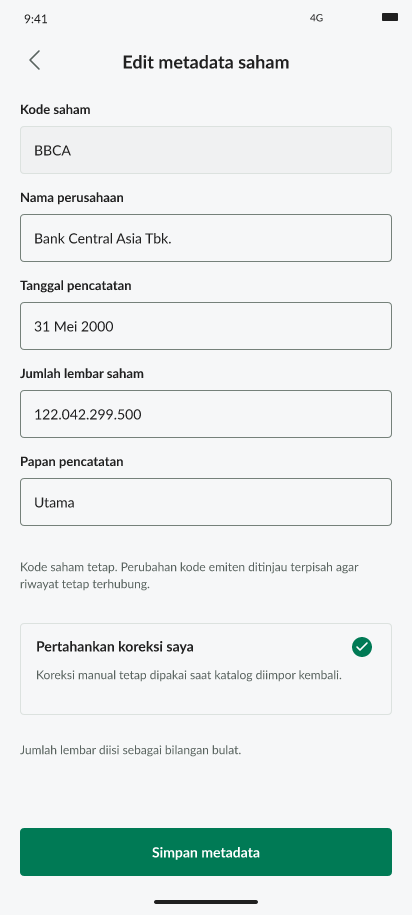 9:41
4G
Edit metadata saham
Kode saham
BBCA
Nama perusahaan
Bank Central Asia Tbk.
Tanggal pencatatan
31 Mei 2000
Jumlah lembar saham
122.042.299.500
Papan pencatatan
Utama
Kode saham tetap. Perubahan kode emiten ditinjau terpisah agar
riwayat tetap terhubung.
Pertahankan koreksi saya
Koreksi manual tetap dipakai saat katalog diimpor kembali.
Jumlah lembar diisi sebagai bilangan bulat.
Simpan metadata